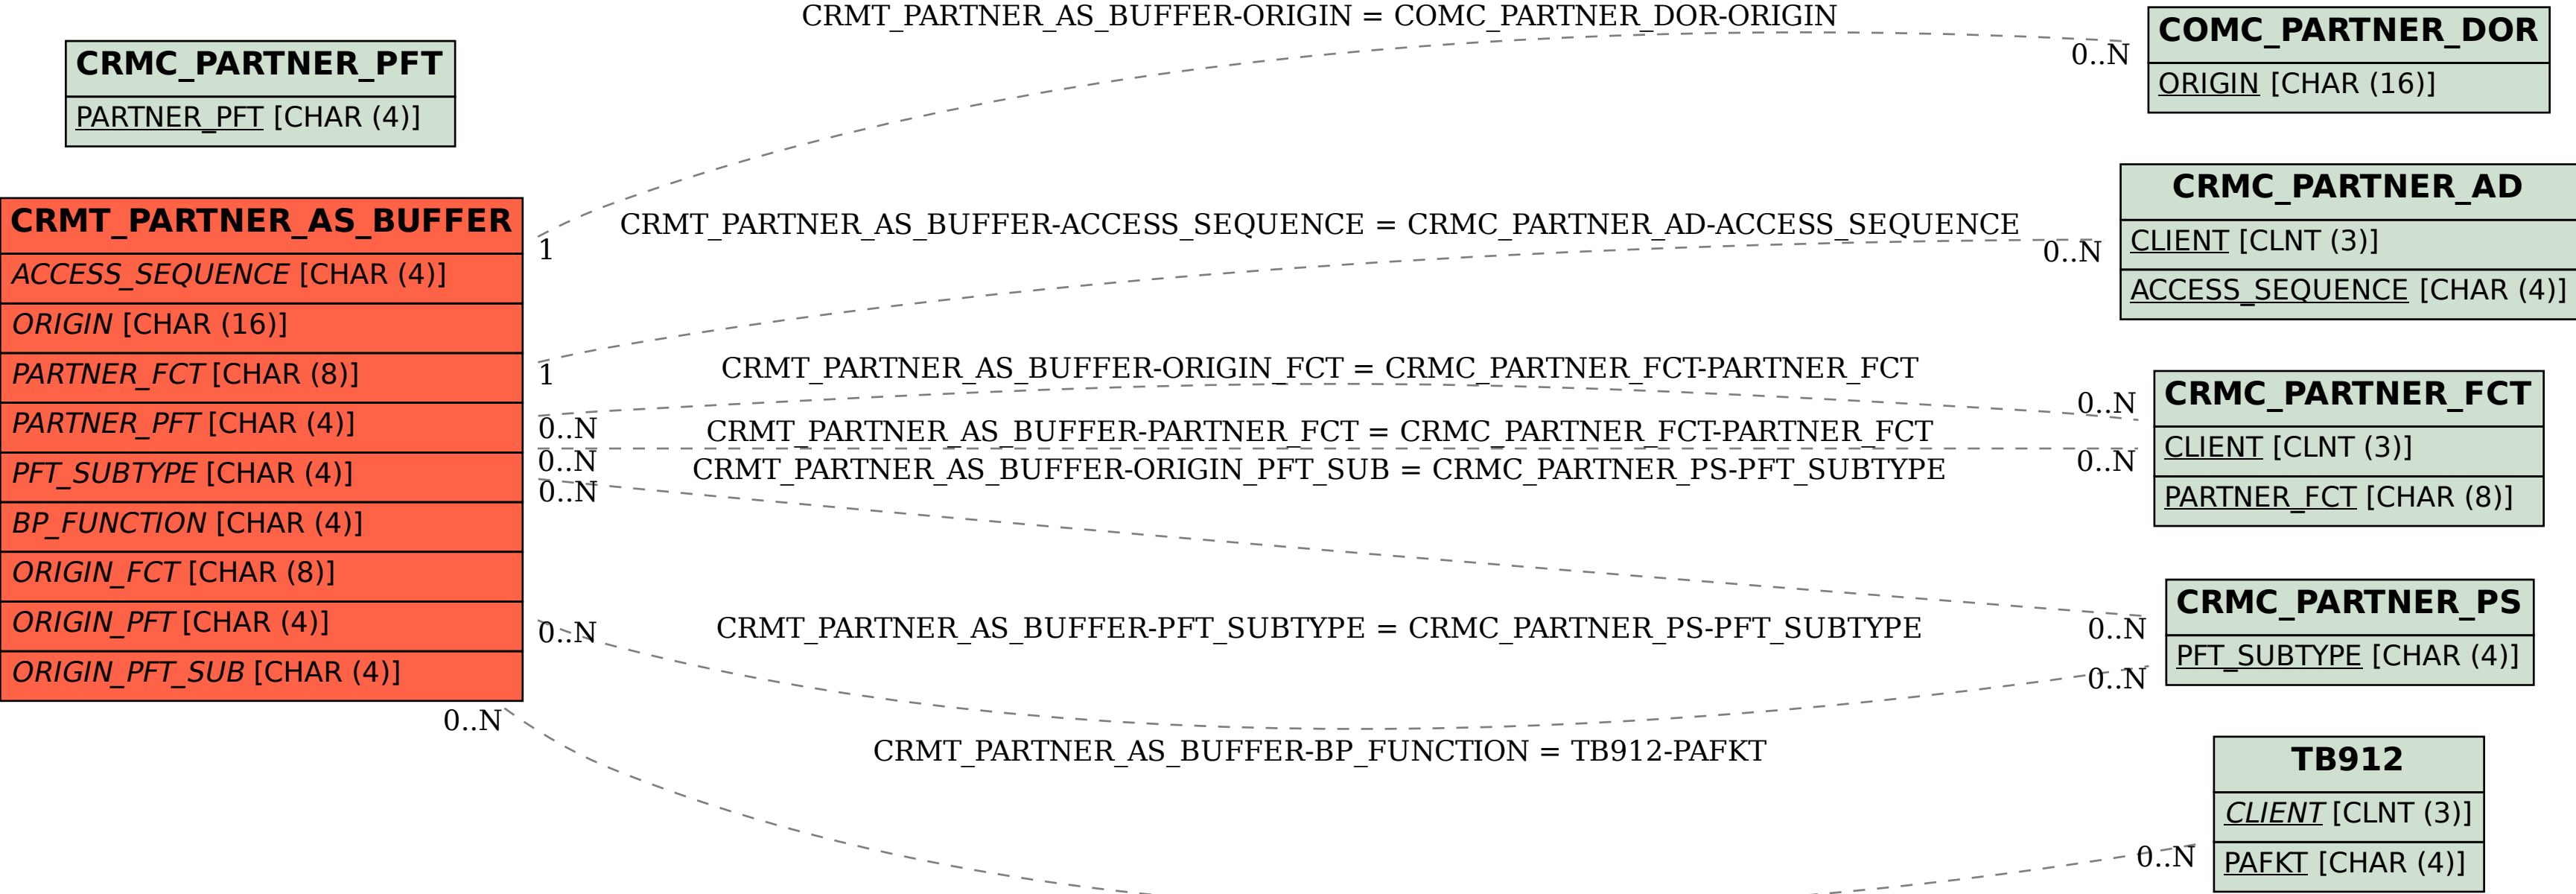 CRMC_PARTNER_PFT
PARTNER_PFT [CHAR (4)]
CRMT_PARTNER_AS_BUFFER
ACCESS_SEQUENCE [CHAR (4)]
ORIGIN [CHAR (16)]
PARTNER_FCT [CHAR (8)]
PARTNER_PFT [CHAR (4)]
PFT_SUBTYPE [CHAR (4)]
BP_FUNCTION [CHAR (4)]
ORIGIN_FCT [CHAR (8)]
ORIGIN_PFT [CHAR (4)]
ORIGIN_PFT_SUB [CHAR (4)]
CRMT_PARTNER_AS_BUFFER-ORIGIN = COMC_PARTNER_DOR-ORIGIN
0..N
1
CRMT_PARTNER_AS_BUFFER-ACCESS_SEQUENCE = CRMC_PARTNER_AD-ACCESS_SEQUENCE
0..N
1
CRMT_PARTNER_AS_BUFFER-ORIGIN_FCT = CRMC_PARTNER_FCT-PARTNER_FCT
0..N
0..N
CRMT_PARTNER_AS_BUFFER-PARTNER_FCT = CRMC_PARTNER_FCT-PARTNER_FCT
0..N
0..N
CRMT_PARTNER_AS_BUFFER-ORIGIN_PFT_SUB = CRMC_PARTNER_PS-PFT_SUBTYPE
0..N
0..N
CRMT_PARTNER_AS_BUFFER-PFT_SUBTYPE = CRMC_PARTNER_PS-PFT_SUBTYPE
0..N
0..N
CRMT_PARTNER_AS_BUFFER-BP_FUNCTION = TB912-PAFKT
0..N
0..N
COMC_PARTNER_DOR
ORIGIN [CHAR (16)]
CRMC_PARTNER_AD
CLIENT [CLNT (3)]
ACCESS_SEQUENCE [CHAR (4)]
CRMC_PARTNER_FCT
CLIENT [CLNT (3)]
PARTNER_FCT [CHAR (8)]
CRMC_PARTNER_PS
PFT_SUBTYPE [CHAR (4)]
TB912
CLIENT [CLNT (3)]
PAFKT [CHAR (4)]